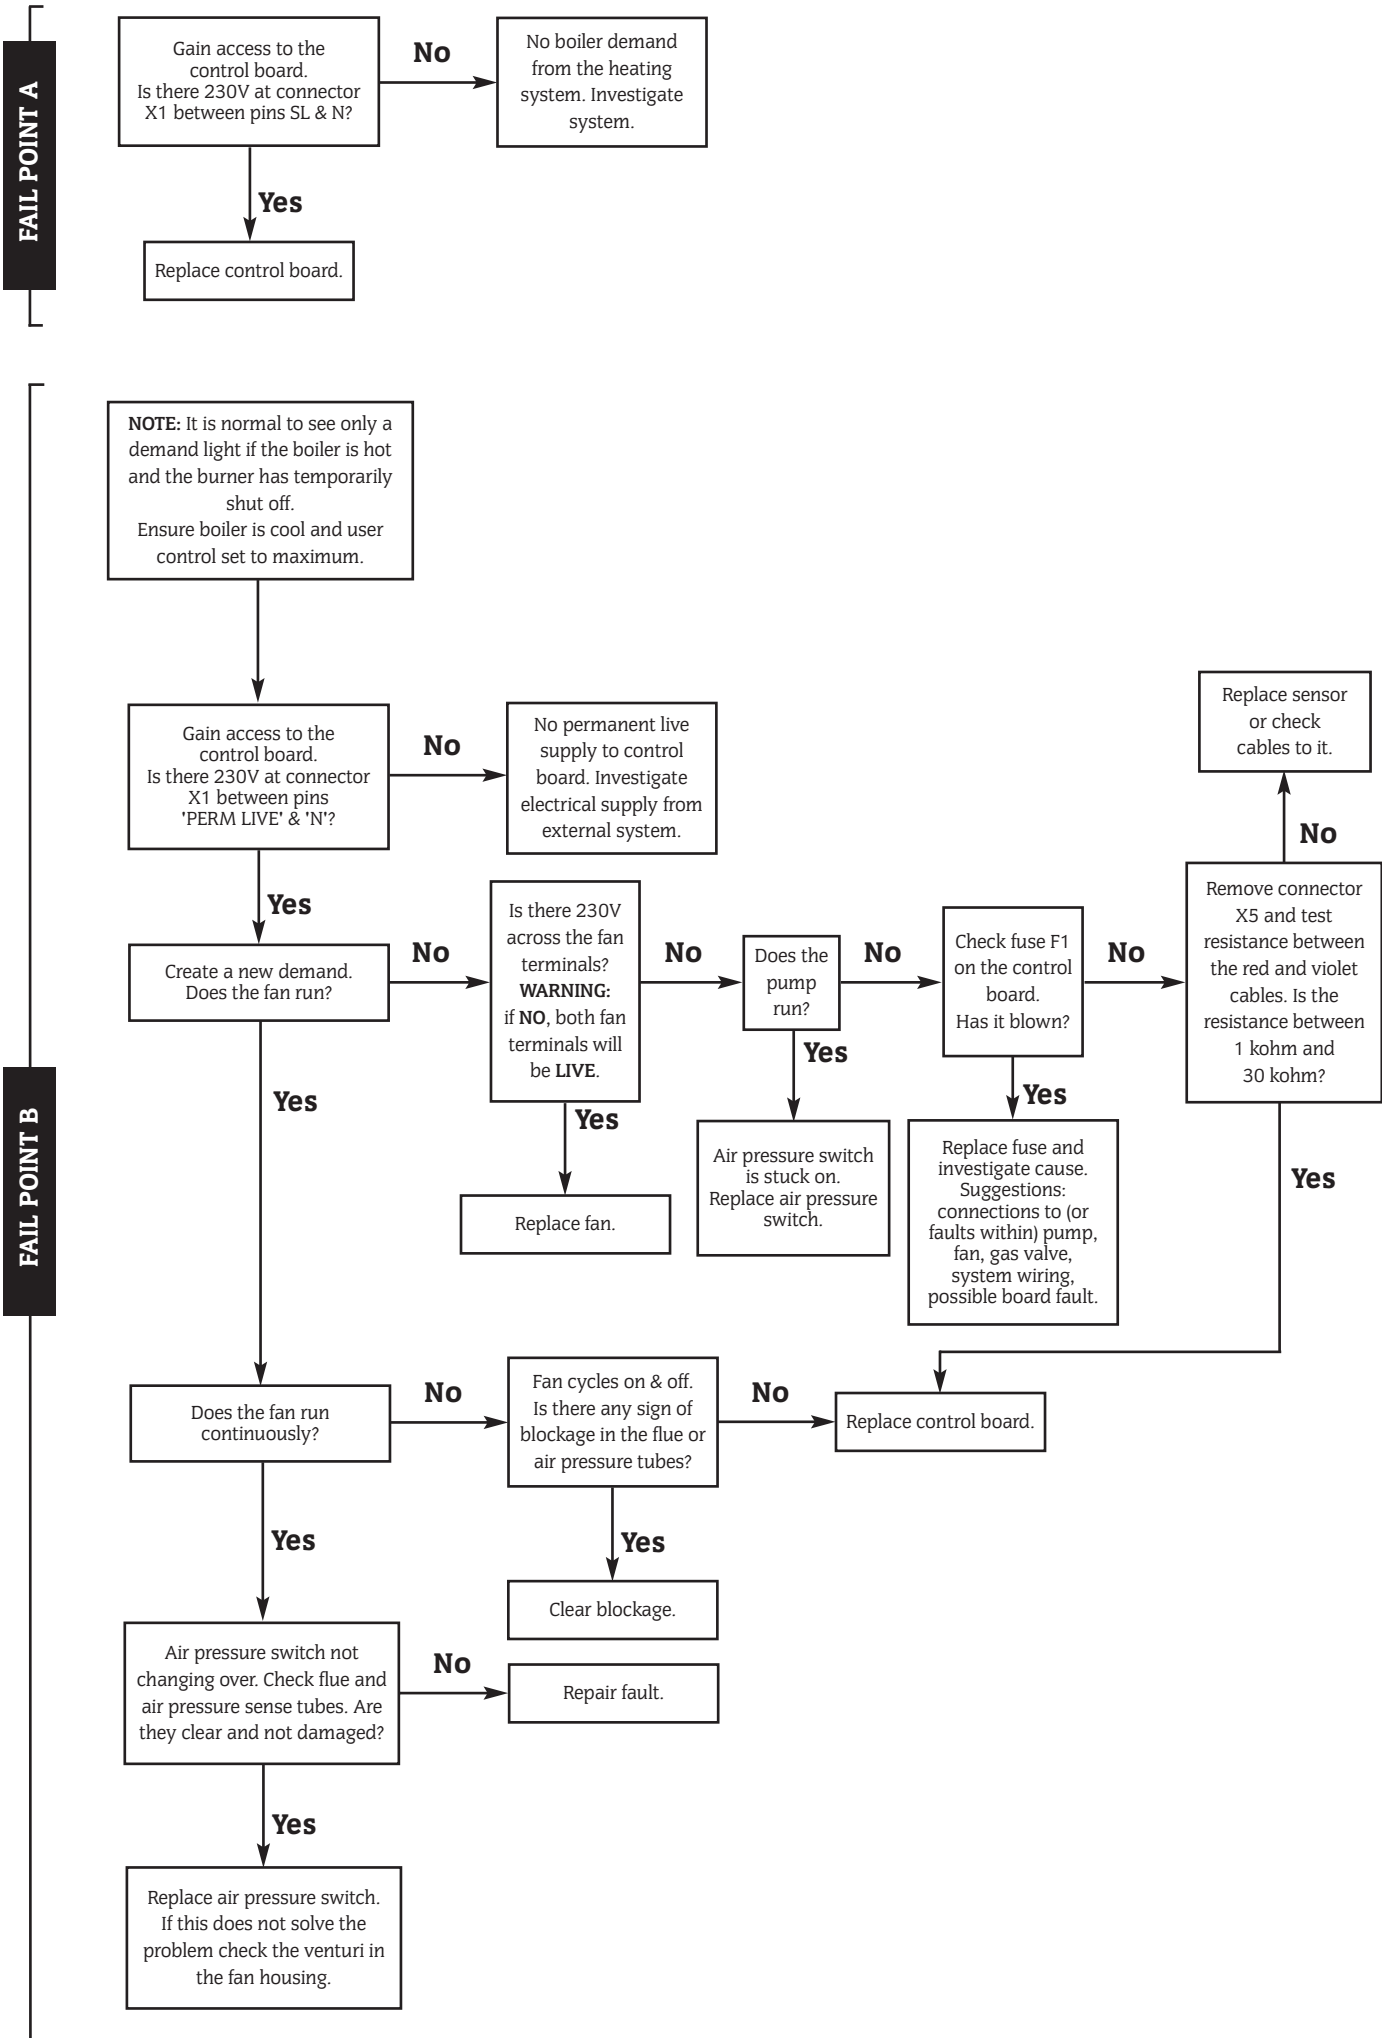 FAIL POINT A
Gain access to the
control board.
Is there 230V at connector
X1 between pins SL & N?
No
No boiler demand
from the heating
system. Investigate
system.
Yes
Replace control board.
FAIL POINT B
NOTE: It is normal to see only a
demand light if the boiler is hot
and the burner has temporarily
shut off.
Ensure boiler is cool and user
control set to maximum.
Gain access to the
control board.
Is there 230V at connector
X1 between pins
'PERM LIVE' & 'N'?
No
No permanent live
supply to control
board. Investigate
electrical supply from
external system.
Yes
Create a new demand.
Does the fan run?
No
Is there 230V
across the fan
terminals?
WARNING:
if NO, both fan
terminals will
be LIVE.
No
Does the
pump
run?
No
Check fuse F1
on the control
board.
Has it blown?
No
Remove connector
X5 and test
resistance between
the red and violet
cables. Is the
resistance between
1 kohm and
30 kohm?
No
Replace sensor
or check
cables to it.
Yes
Replace fan.
Yes
Air pressure switch
is stuck on.
Replace air pressure
switch.
Yes
Replace fuse and
investigate cause.
Suggestions:
connections to (or
faults within) pump,
fan, gas valve,
system wiring,
possible board fault.
Yes
Yes
Does the fan run
continuously?
No
Fan cycles on & off.
Is there any sign of
blockage in the flue or
air pressure tubes?
No
Replace control board.
Yes
Clear blockage.
Yes
Air pressure switch not
changing over. Check flue and
air pressure sense tubes. Are
they clear and not damaged?
No
Repair fault.
Yes
Replace air pressure switch.
If this does not solve the
problem check the venturi in
the fan housing.